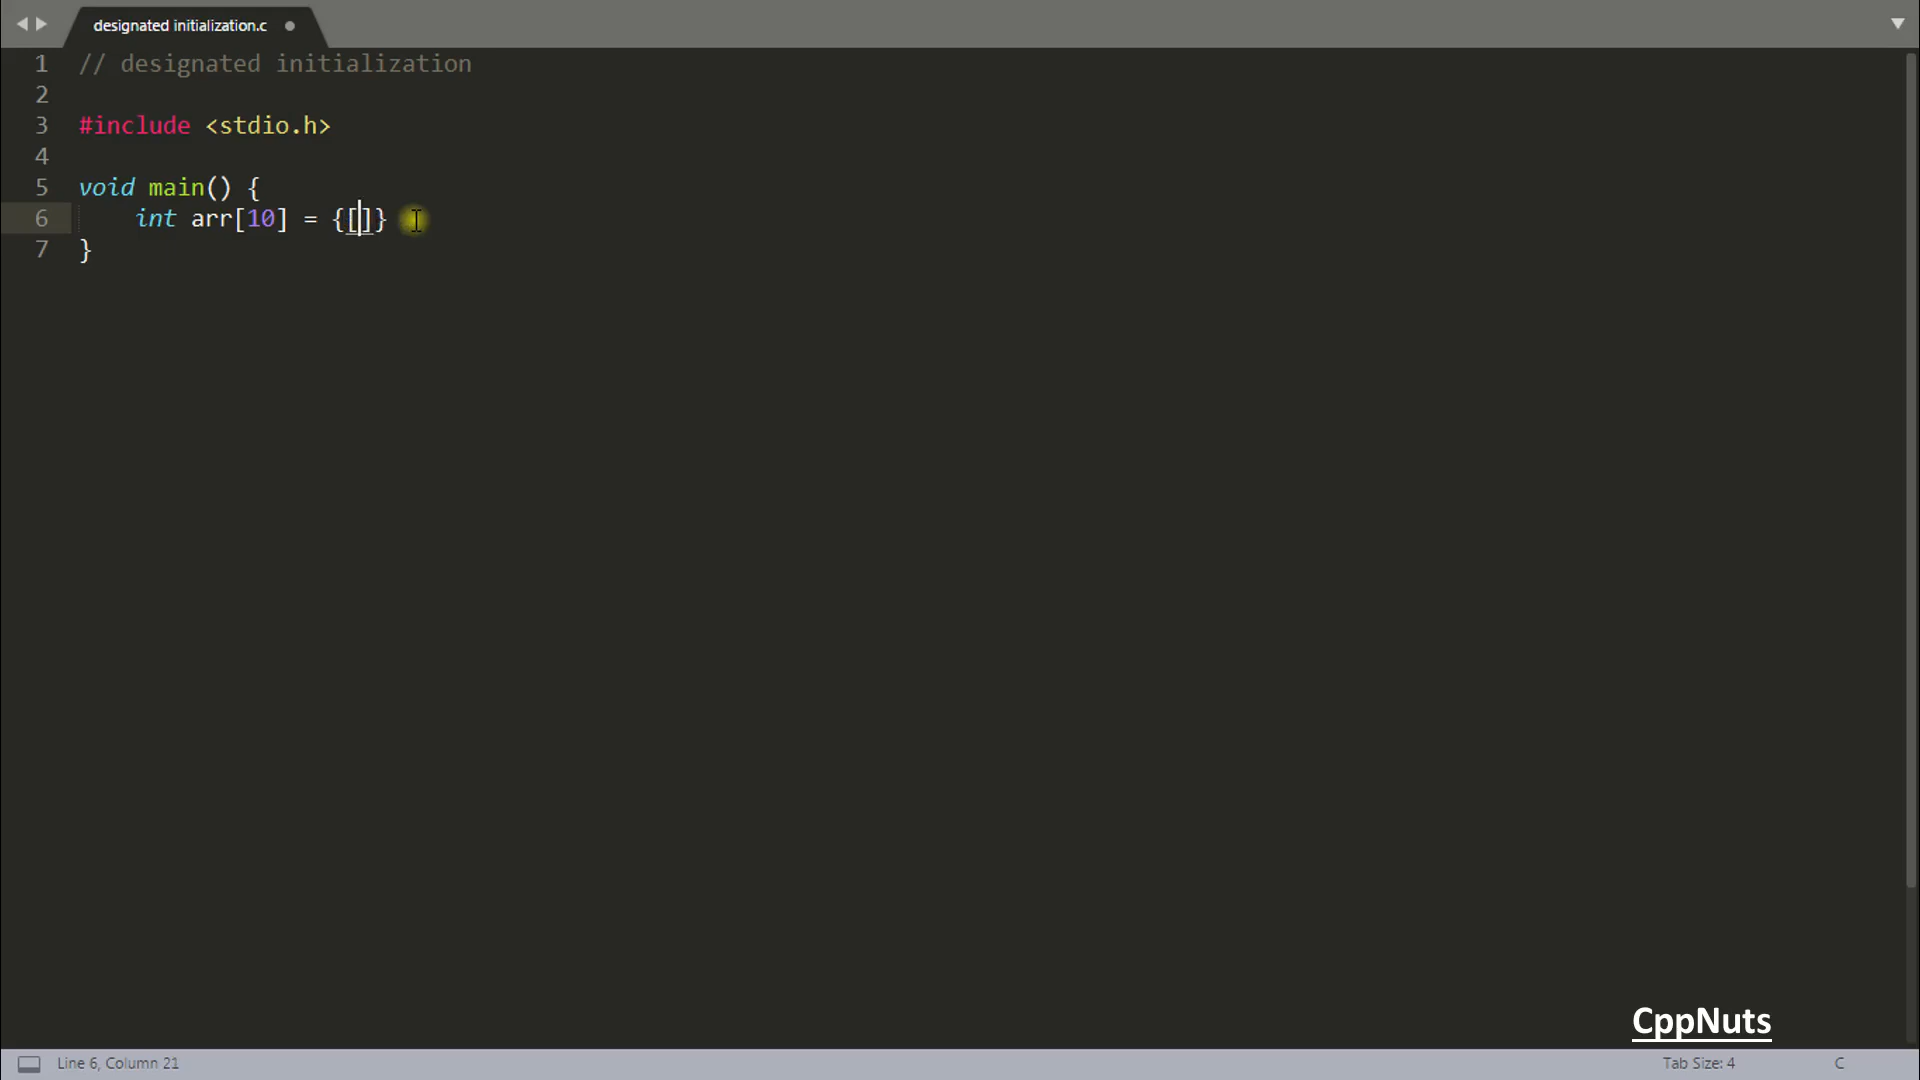 designated initialization.c
1 // designated initialization
2
3 #include <stdio.h>
4
5 void main() {
6 int arr[10] = {[]}
7 }
CppNuts
Line 6, Column 21 Tab Size: 4 C